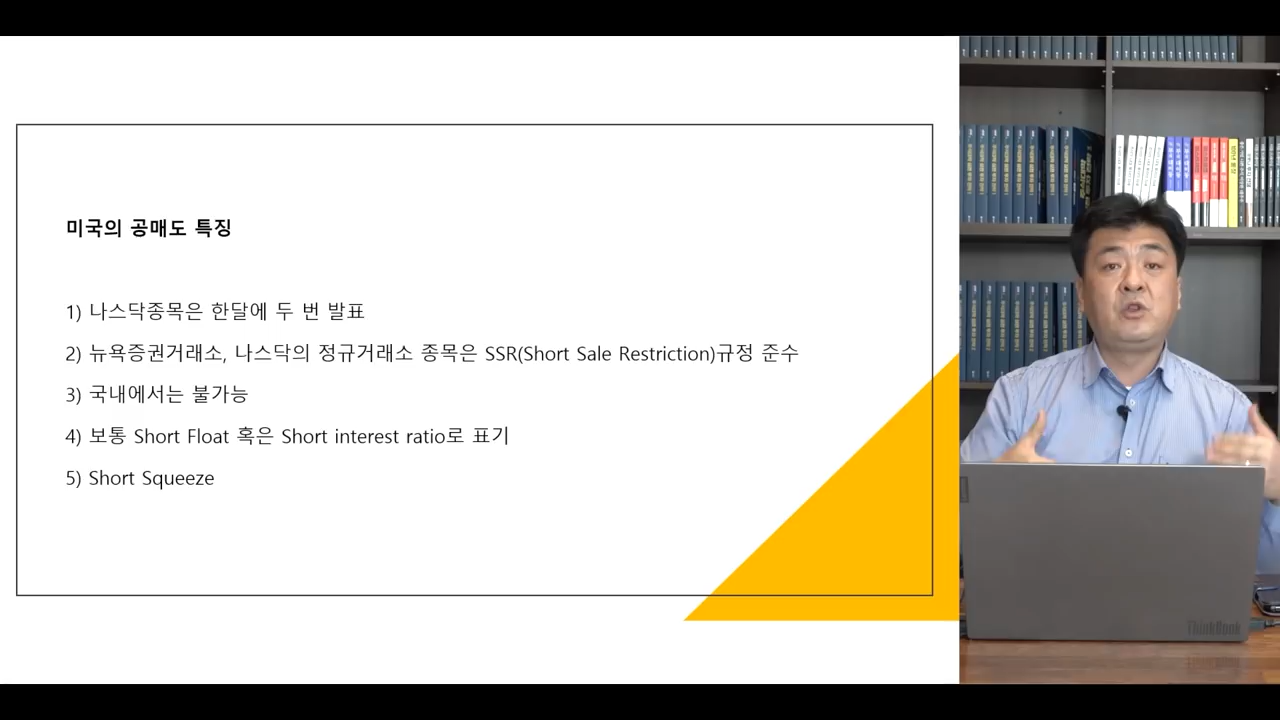 미국의 공매도 특징
1) 나스닥종목은 한달에 두 번 발표
2) 뉴욕증권거래소, 나스닥의 정규거래소 종목은 SSR(Short Sale Restriction)규정 준수
3) 국내에서는 불가능
4) 보통 Short Float 혹은 Short interest ratio로 표기
5) Short Squeeze
ThinkBook